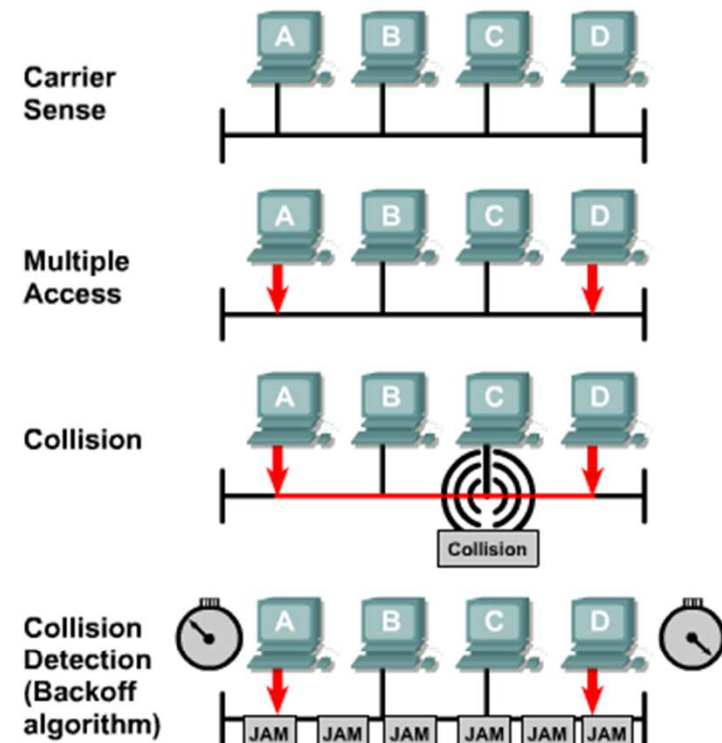 A B C D
Carrier
Sense
A B C D
Multiple
Access
A B C D
Collision
Collision
A B C D
Collision
Detection
(Backoff
algorithm)
JAM JAM JAM JAM JAM JAM